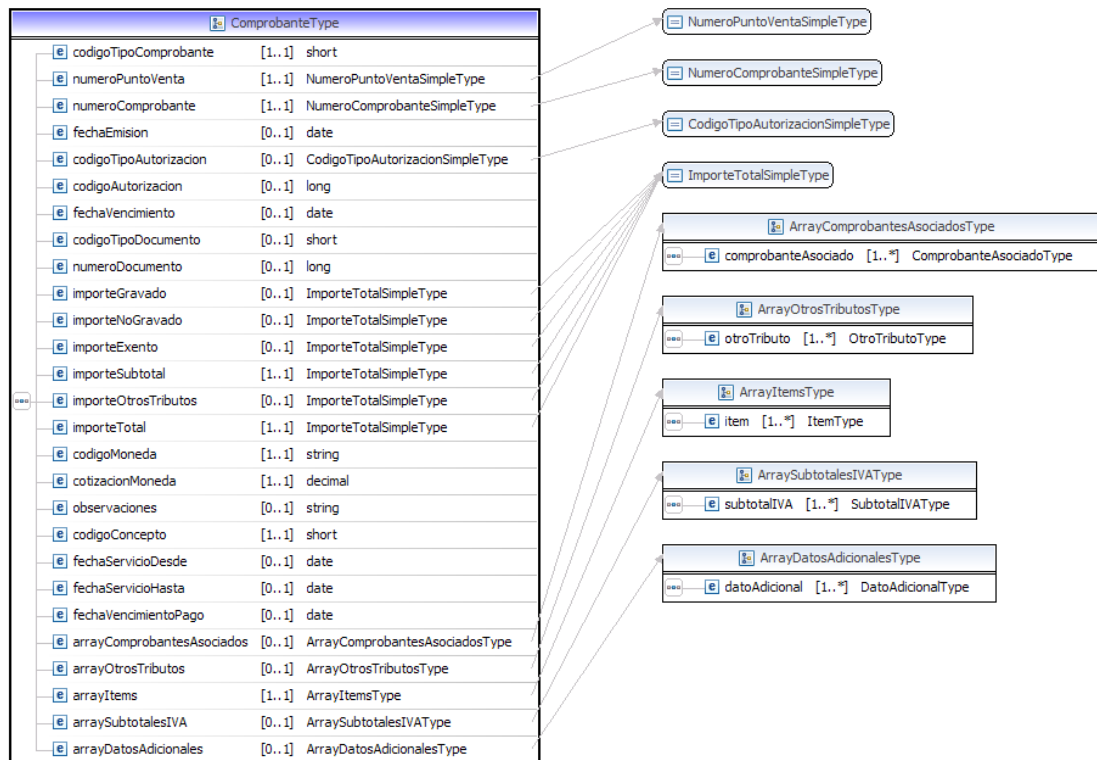 ComprobanteType
codigoTipoComprobante [1..1] short
numeroPuntoVenta [1..1] NumeroPuntoVentaSimpleType
numeroComprobante [1..1] NumeroComprobanteSimpleType
fechaEmision [0..1] date
codigoTipoAutorizacion [0..1] CodigoTipoAutorizacionSimpleType
codigoAutorizacion [0..1] long
fechaVencimiento [0..1] date
codigoTipoDocumento [0..1] short
numeroDocumento [0..1] long
importeGravado [0..1] ImporteTotalSimpleType
importeNoGravado [0..1] ImporteTotalSimpleType
importeExento [0..1] ImporteTotalSimpleType
importeSubtotal [1..1] ImporteTotalSimpleType
importeOtrosTributos [0..1] ImporteTotalSimpleType
importeTotal [1..1] ImporteTotalSimpleType
codigoMoneda [1..1] string
cotizacionMoneda [1..1] decimal
observaciones [0..1] string
codigoConcepto [1..1] short
fechaServicioDesde [0..1] date
fechaServicioHasta [0..1] date
fechaVencimientoPago [0..1] date
arrayComprobantesAsociados [0..1] ArrayComprobantesAsociadosType
arrayOtrosTributos [0..1] ArrayOtrosTributosType
arrayItems [1..1] ArrayItemsType
arraySubtotalesIVA [0..1] ArraySubtotalesIVAType
arrayDatosAdicionales [0..1] ArrayDatosAdicionalesType
NumeroPuntoVentaSimpleType
NumeroComprobanteSimpleType
CodigoTipoAutorizacionSimpleType
ImporteTotalSimpleType
ArrayComprobantesAsociadosType
comprobanteAsociado [1..*] ComprobanteAsociadoType
ArrayOtrosTributosType
otroTributo [1..*] OtroTributoType
ArrayItemsType
item [1..*] ItemType
ArraySubtotalesIVAType
subtotalIVA [1..*] SubtotalIVAType
ArrayDatosAdicionalesType
datoAdicional [1..*] DatoAdicionalType